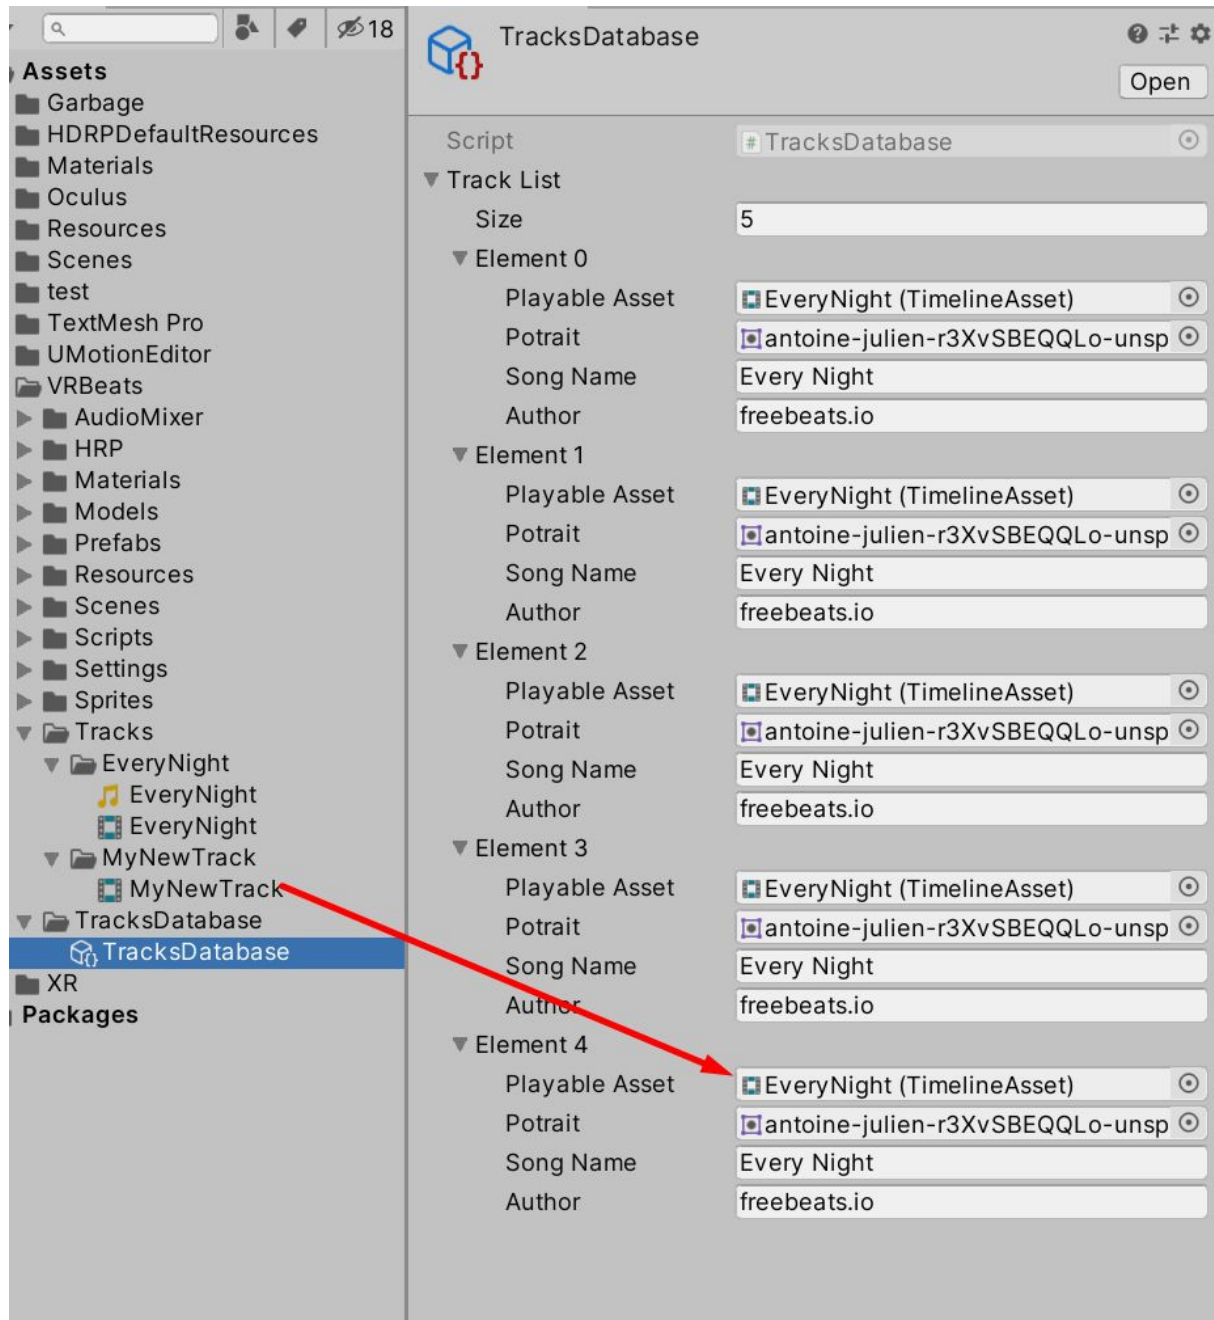 18
Assets
Garbage
HDRPDefaultResources
Materials
Oculus
Resources
Scenes
test
TextMesh Pro
UMotionEditor
VRBeats
AudioMixer
HRP
Materials
Models
Prefabs
Resources
Scenes
Scripts
Settings
Sprites
Tracks
EveryNight
EveryNight
EveryNight
MyNewTrack
MyNewTrack
TracksDatabase
TracksDatabase
XR
Packages
TracksDatabase
Open
Script # TracksDatabase
Track List
Size 5
Element 0
Playable Asset EveryNight (TimelineAsset)
Potrait antoine-julien-r3XvSBEQQLo-unsp
Song Name Every Night
Author freebeats.io
Element 1
Playable Asset EveryNight (TimelineAsset)
Potrait antoine-julien-r3XvSBEQQLo-unsp
Song Name Every Night
Author freebeats.io
Element 2
Playable Asset EveryNight (TimelineAsset)
Potrait antoine-julien-r3XvSBEQQLo-unsp
Song Name Every Night
Author freebeats.io
Element 3
Playable Asset EveryNight (TimelineAsset)
Potrait antoine-julien-r3XvSBEQQLo-unsp
Song Name Every Night
Author freebeats.io
Element 4
Playable Asset EveryNight (TimelineAsset)
Potrait antoine-julien-r3XvSBEQQLo-unsp
Song Name Every Night
Author freebeats.io